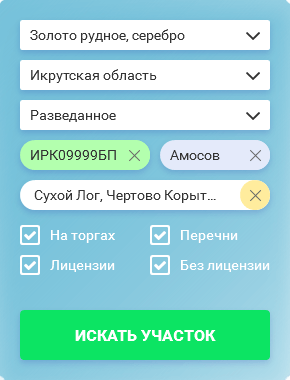 Золото рудное, серебро
Икрутская область
Разведанное
ИРК09999БП
Амосов
Сухой Лог, Чертово Корыт...
На торгах
Перечни
Лицензии
Без лицензии
ИСКАТЬ УЧАСТОК